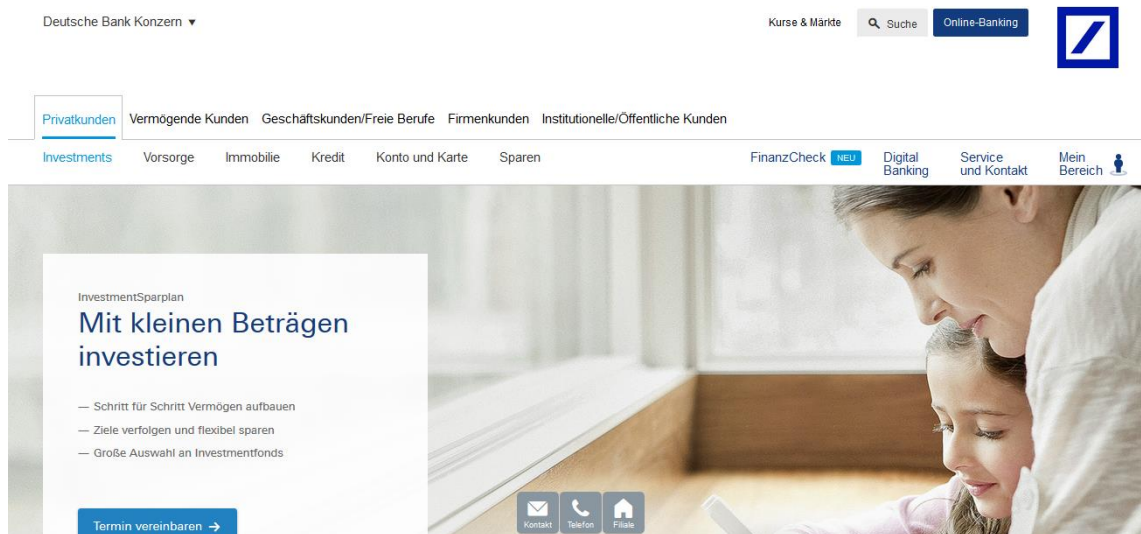 Deutsche Bank Konzern ▼
Kurse & Märkte
Suche
Online-Banking
Privatkunden Vermögende Kunden Geschäftskunden/Freie Berufe Firmenkunden Institutionelle/Öffentliche Kunden
Investments Vorsorge Immobilie Kredit Konto und Karte Sparen
FinanzCheck NEU
Digital
Banking
Service
und Kontakt
Mein
Bereich
InvestmentSparplan
Mit kleinen Beträgen
investieren
— Schritt für Schritt Vermögen aufbauen
— Ziele verfolgen und flexibel sparen
— Große Auswahl an Investmentfonds
Termin vereinbaren →
Kontakt Telefon Filiale